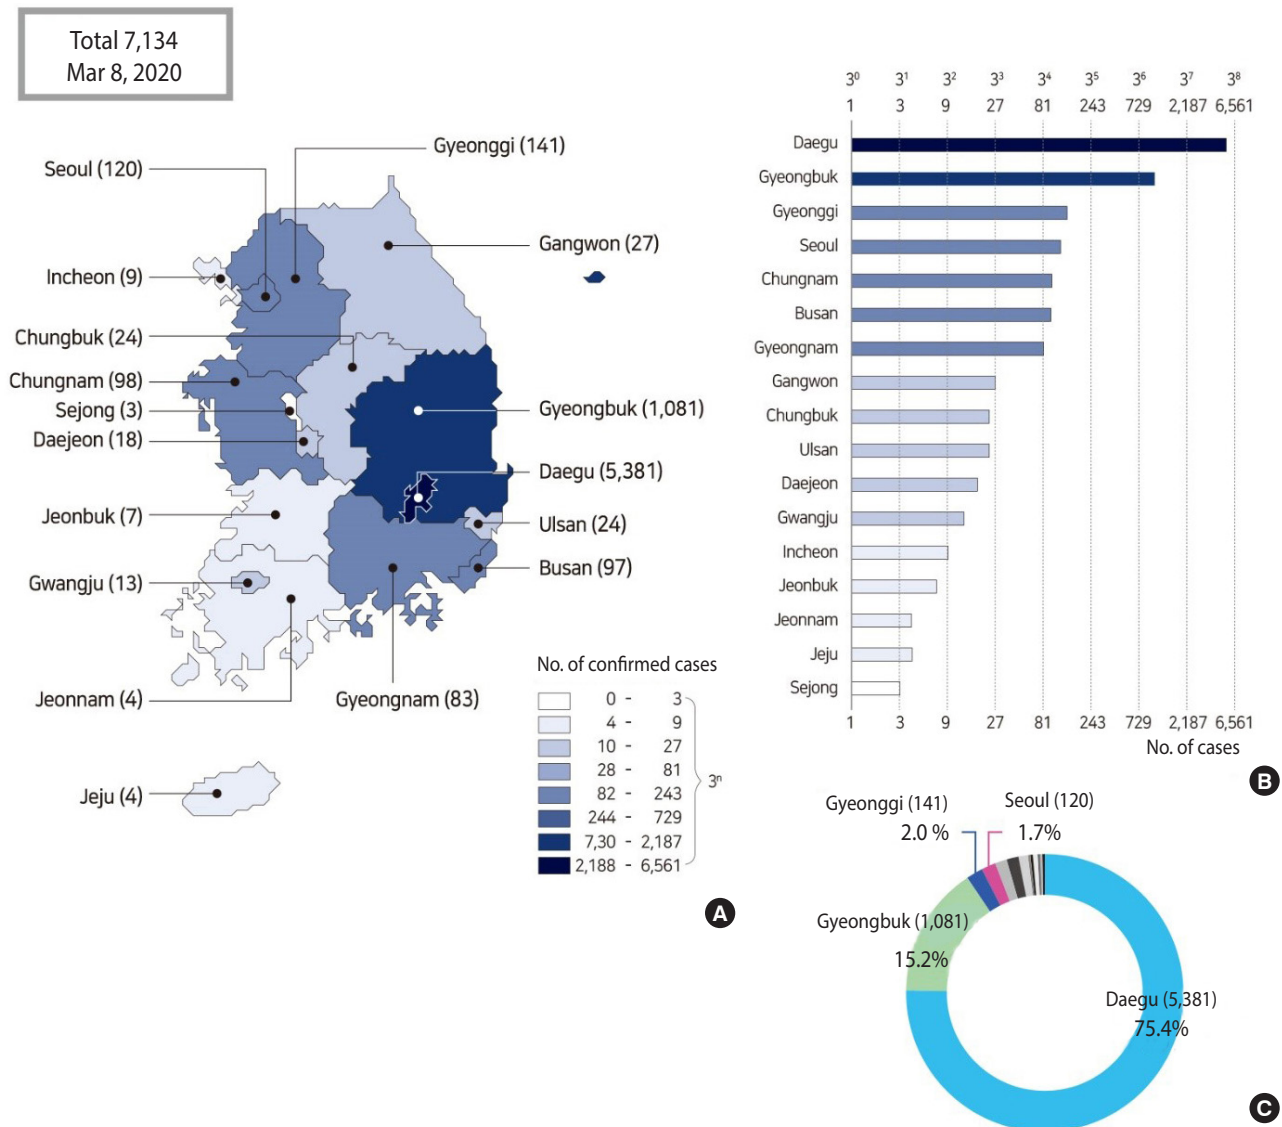 Total 7,134
Mar 8, 2020
Gyeonggi (141)
Seoul (120)
Gangwon (27)
Incheon (9)
Chungbuk (24)
Chungnam (98)
Sejong (3)
Daejeon (18)
Gyeongbuk (1,081)
Daegu (5,381)
Jeonbuk (7)
Ulsan (24)
Gwangju (13)
Busan (97)
Jeonnam (4)
Gyeongnam (83)
Jeju (4)
No. of confirmed cases
0 - 3
4 - 9
10 - 27
28 - 81
82 - 243
244 - 729
7,30 - 2,187
2,188 - 6,561
3ⁿ
A
3⁰ 3¹ 3² 3³ 3⁴ 3⁵ 3⁶ 3⁷ 3⁸
1 3 9 27 81 243 729 2,187 6,561
Daegu
Gyeongbuk
Gyeonggi
Seoul
Chungnam
Busan
Gyeongnam
Gangwon
Chungbuk
Ulsan
Daejeon
Gwangju
Incheon
Jeonbuk
Jeonnam
Jeju
Sejong
1 3 9 27 81 243 729 2,187 6,561
No. of cases
B
Gyeonggi (141)
2.0 %
Seoul (120)
1.7%
Gyeongbuk (1,081)
15.2%
Daegu (5,381)
75.4%
C